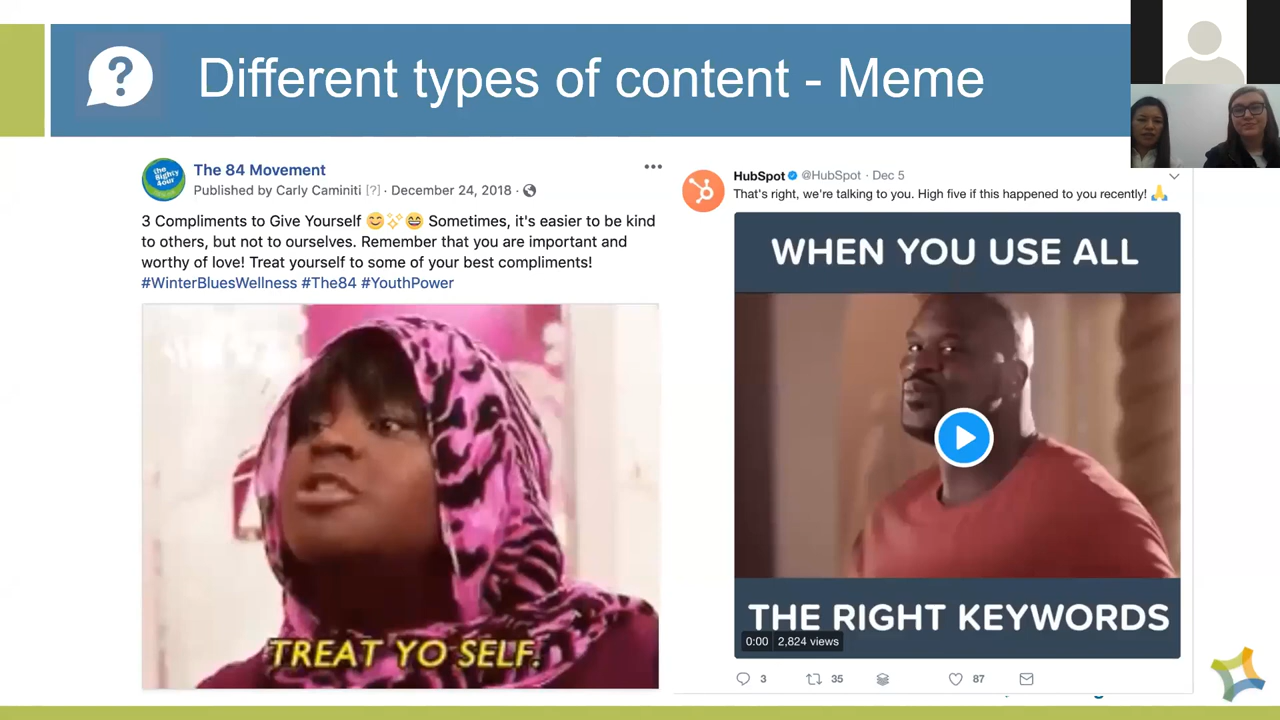 ?
Different types of content - Meme
the
8ighty
4our
The 84 Movement
Published by Carly Caminiti [?] · December 24, 2018 ·
3 Compliments to Give Yourself 😊✨😄 Sometimes, it's easier to be kind
to others, but not to ourselves. Remember that you are important and
worthy of love! Treat yourself to some of your best compliments!
#WinterBluesWellness #The84 #YouthPower
TREAT YO SELF.
HubSpot @HubSpot · Dec 5
That's right, we're talking to you. High five if this happened to you recently! 🙏
WHEN YOU USE ALL
THE RIGHT KEYWORDS
0:00 2,824 views
3 35 87